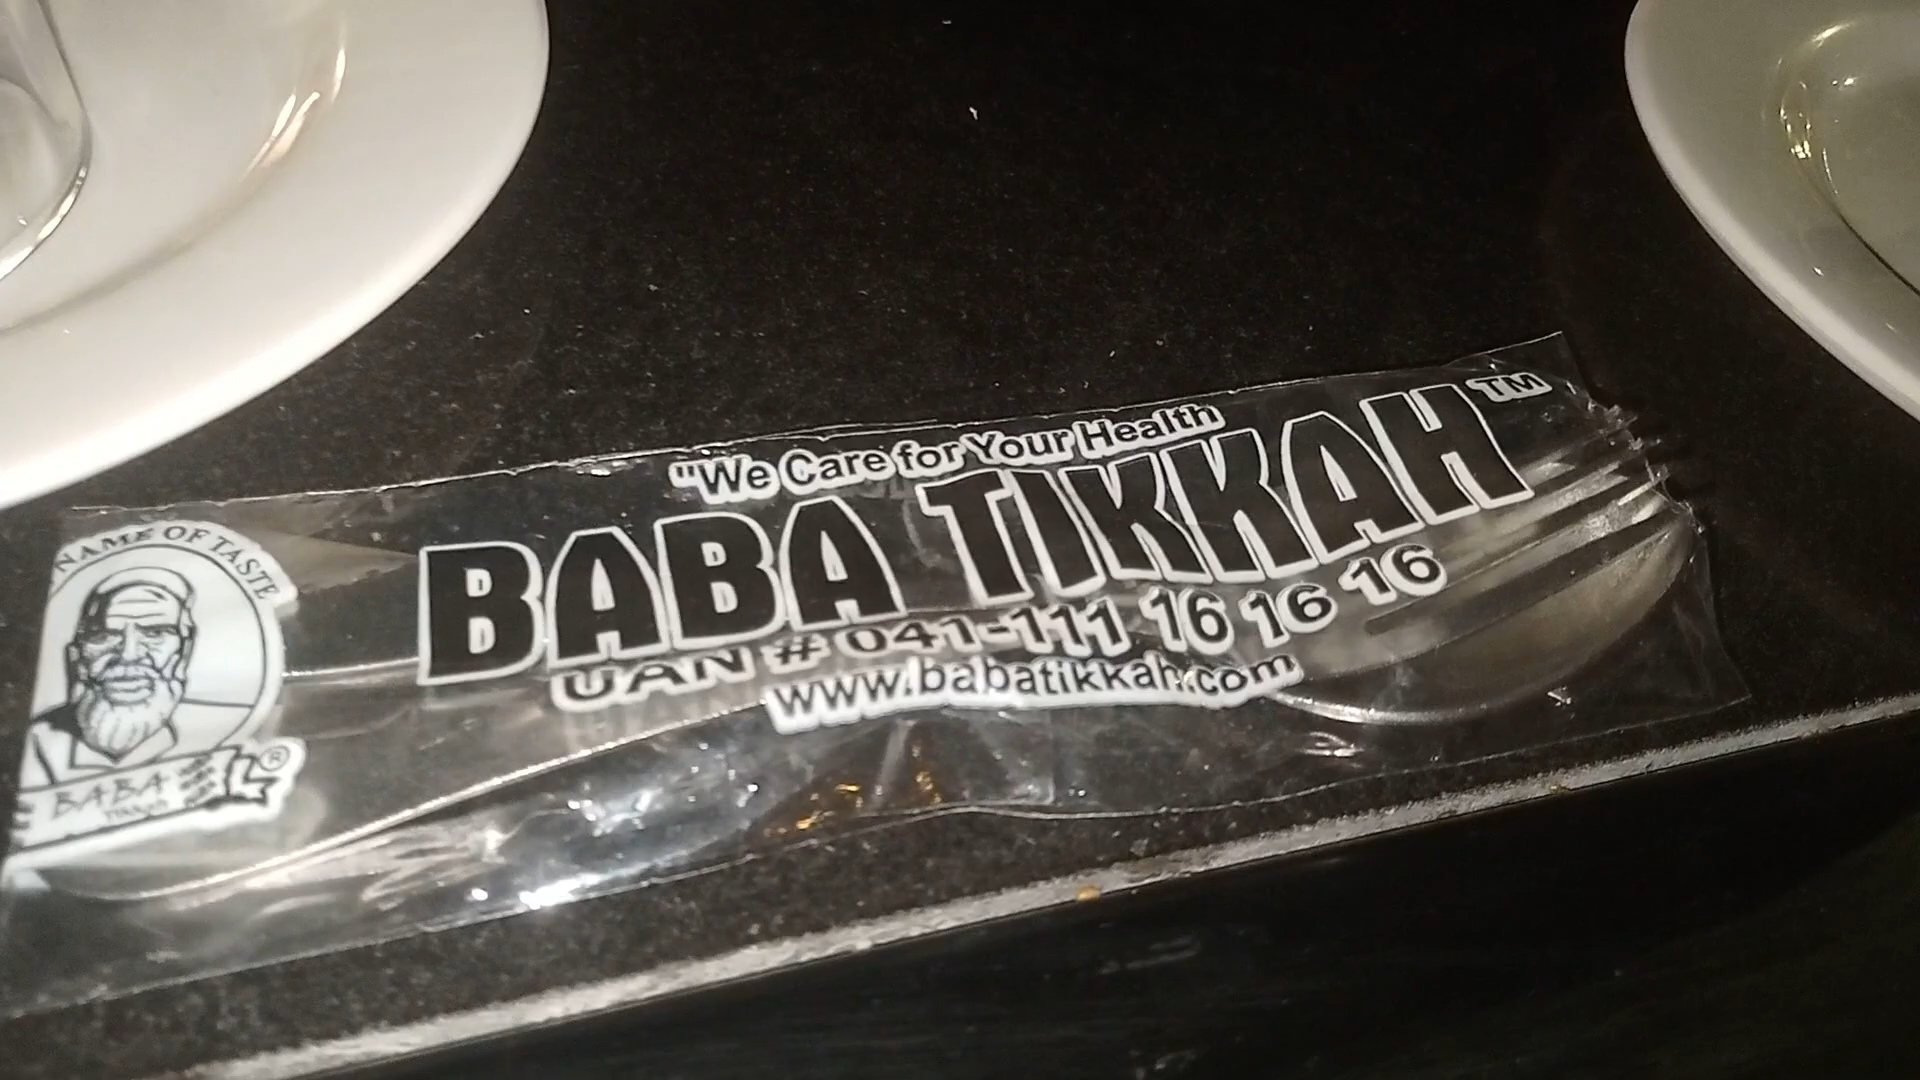 "We Care for Your Health
BABA TIKKAH™
UAN # 041-111 16 16 16
www.babatikkah.com
NAME OF TASTE
BABA
®